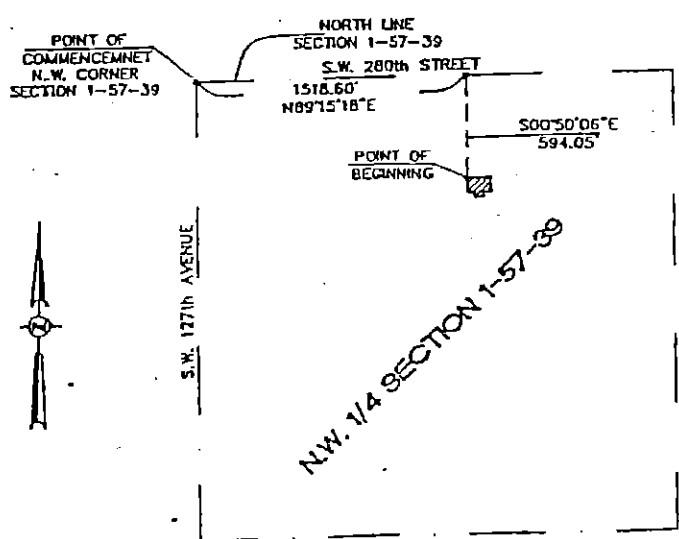 POINT OF
COMMENCEMNET
N.W. CORNER
SECTION 1-57-39
NORTH LINE
SECTION 1-57-39
S.W. 280th STREET
1518.60'
N89°15'18"E
S00°50'06"E
594.05'
POINT OF
BEGINNING
S.W. 127th AVENUE
N
N.W. 1/4 SECTION 1-57-39